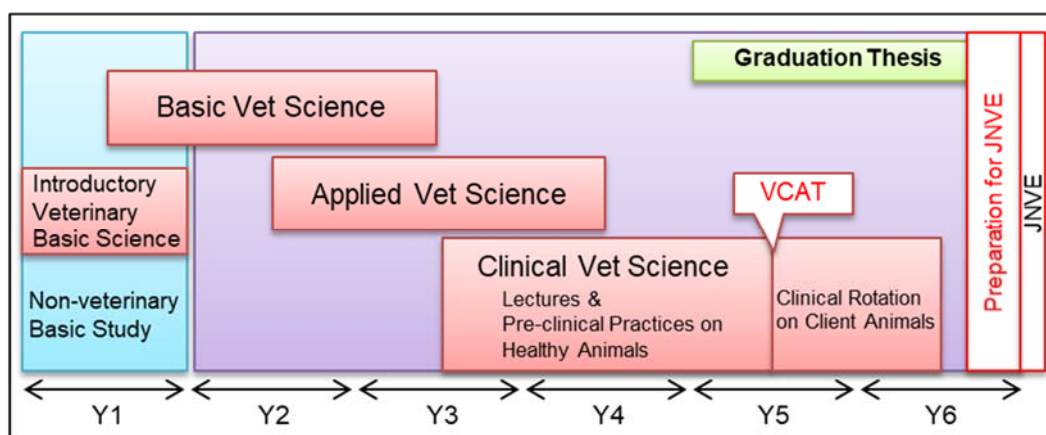 Graduation Thesis
Basic Vet Science
Introductory
Veterinary
Basic Science
Applied Vet Science
VCAT
Non-veterinary
Basic Study
Clinical Vet Science
Lectures &
Pre-clinical Practices on
Healthy Animals
Clinical Rotation
on Client Animals
Preparation for JNVE
JNVE
Y1
Y2
Y3
Y4
Y5
Y6